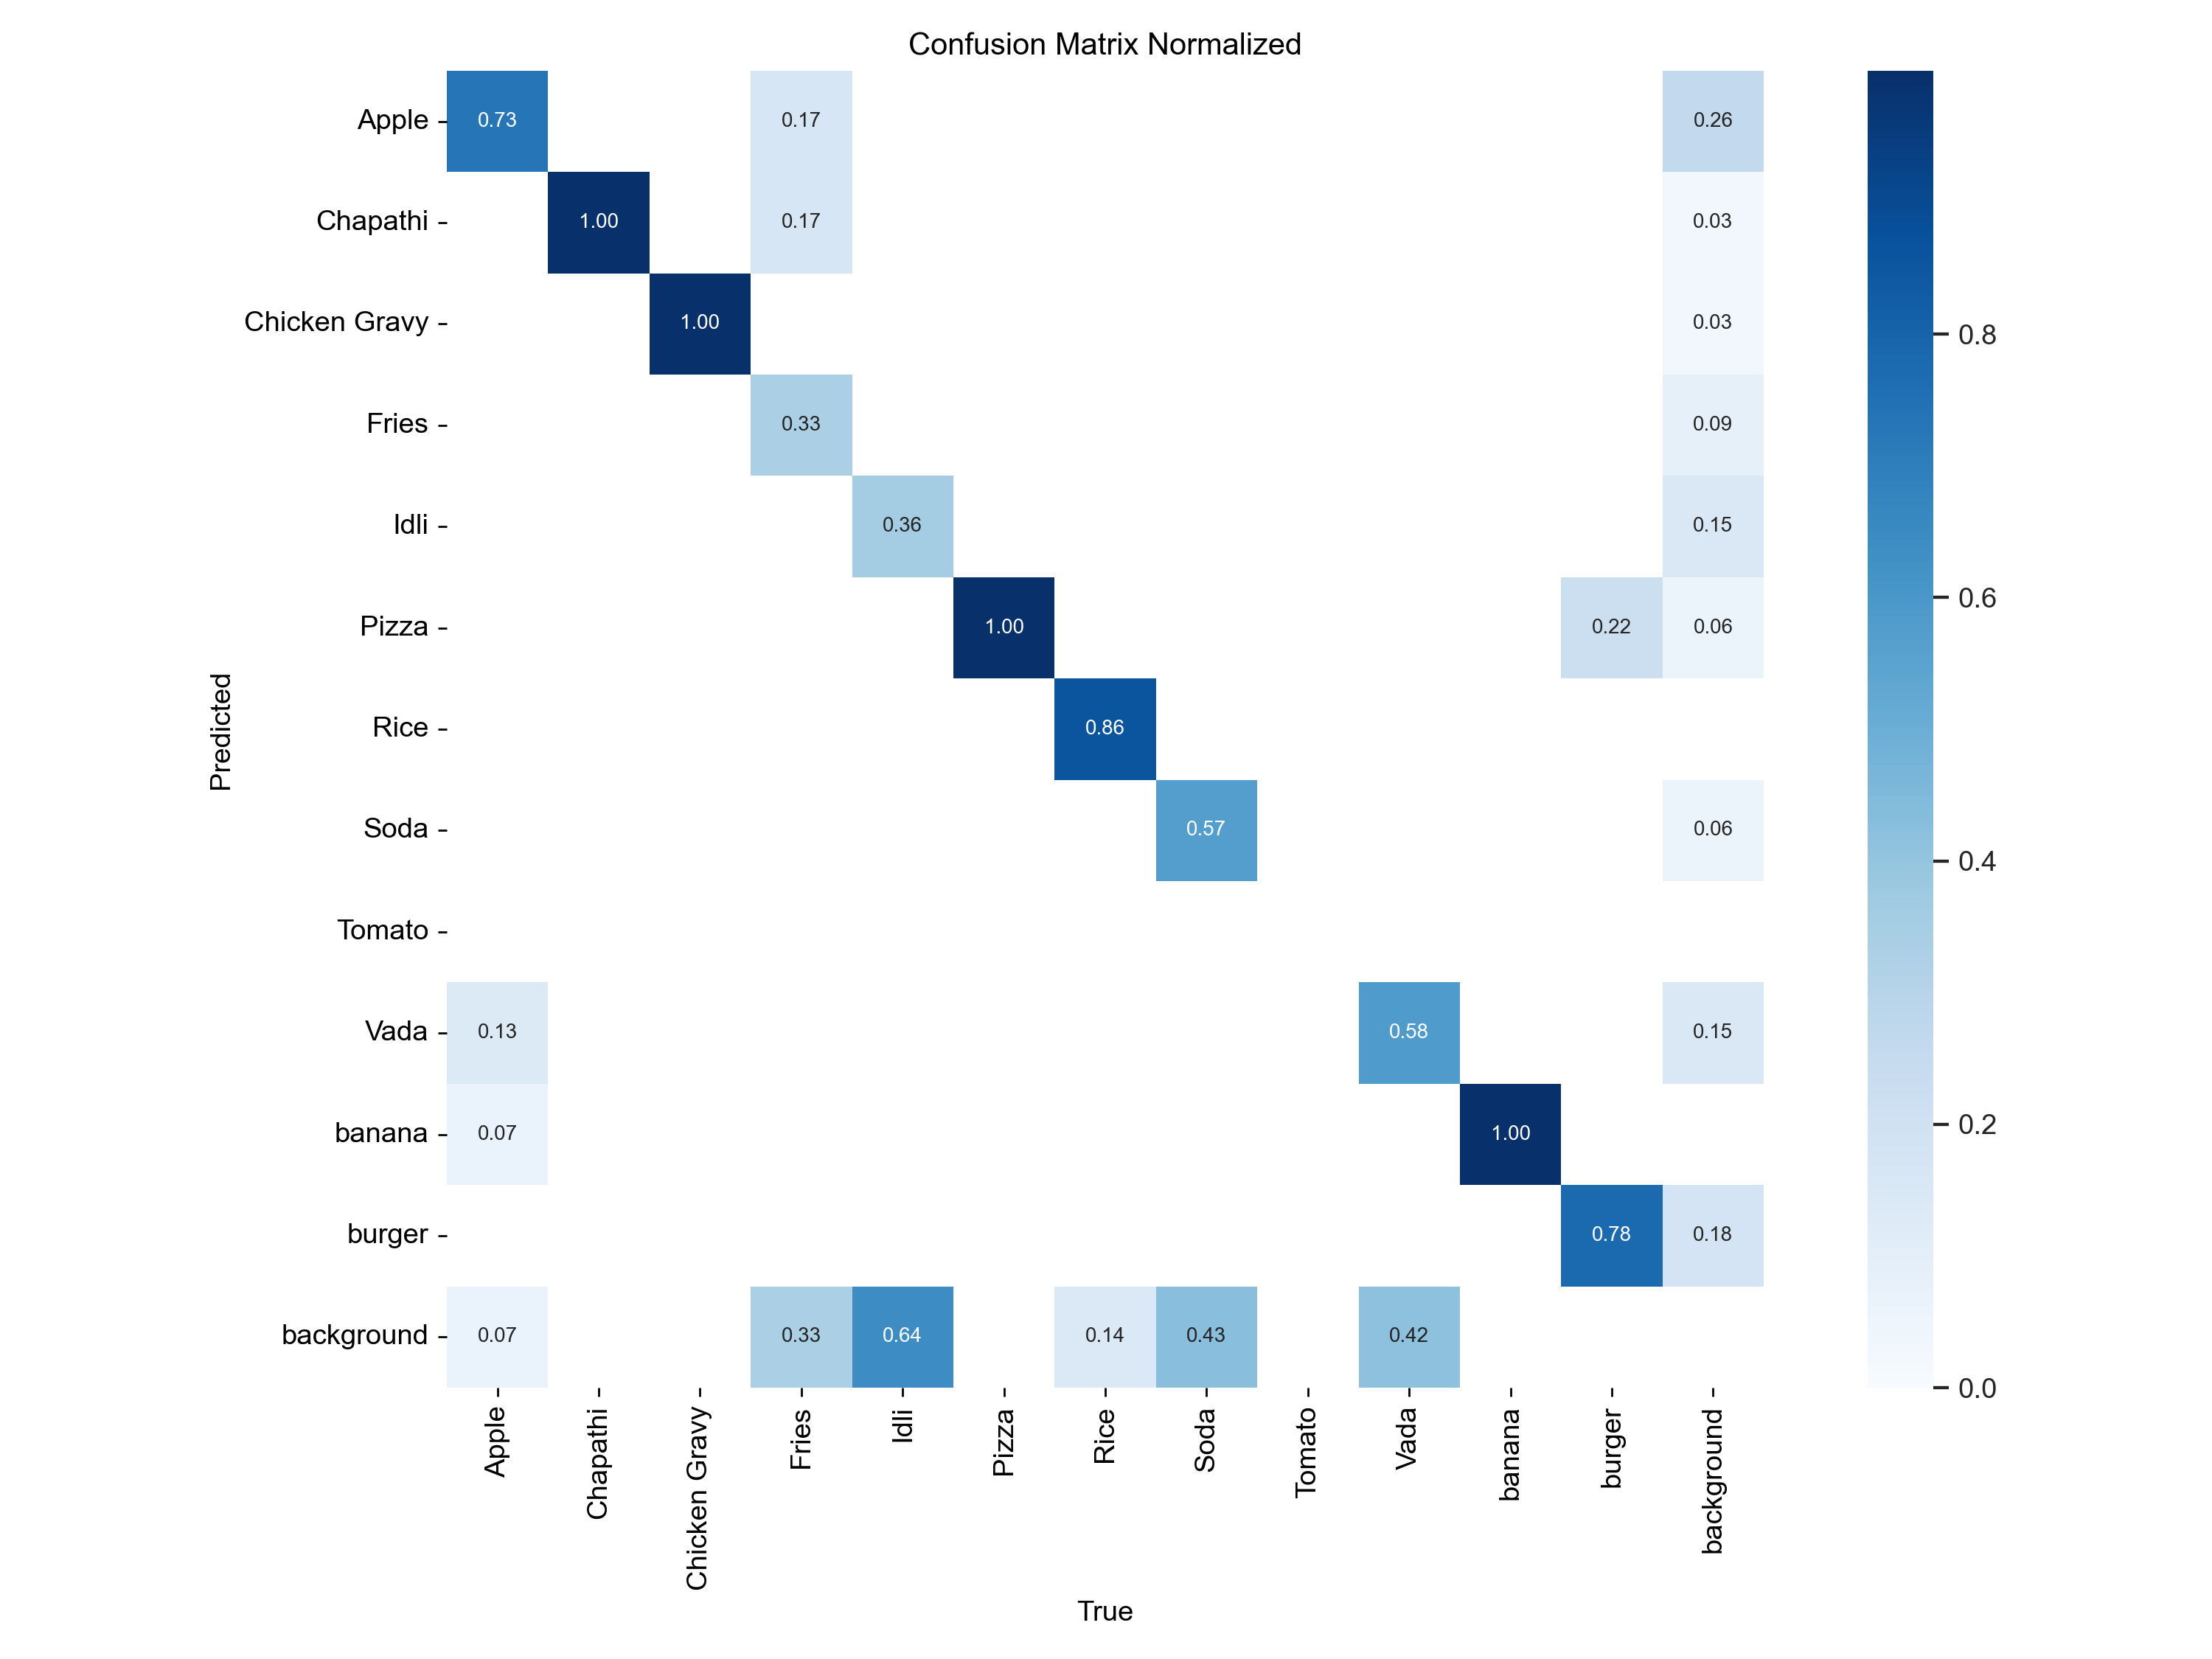 Confusion Matrix Normalized
Apple 0.73 0.17 0.26
Chapathi 1.00 0.17 0.03
Chicken Gravy 1.00 0.03
Fries 0.33 0.09
Idli 0.36 0.15
Pizza 1.00 0.22 0.06
Rice 0.86
Soda 0.57 0.06
Tomato
Vada 0.13 0.58 0.15
banana 0.07 1.00
burger 0.78 0.18
background 0.07 0.33 0.64 0.14 0.43 0.42
Predicted
Apple Chapathi Chicken Gravy Fries Idli Pizza Rice Soda Tomato Vada banana burger background
True
0.8
0.6
0.4
0.2
0.0